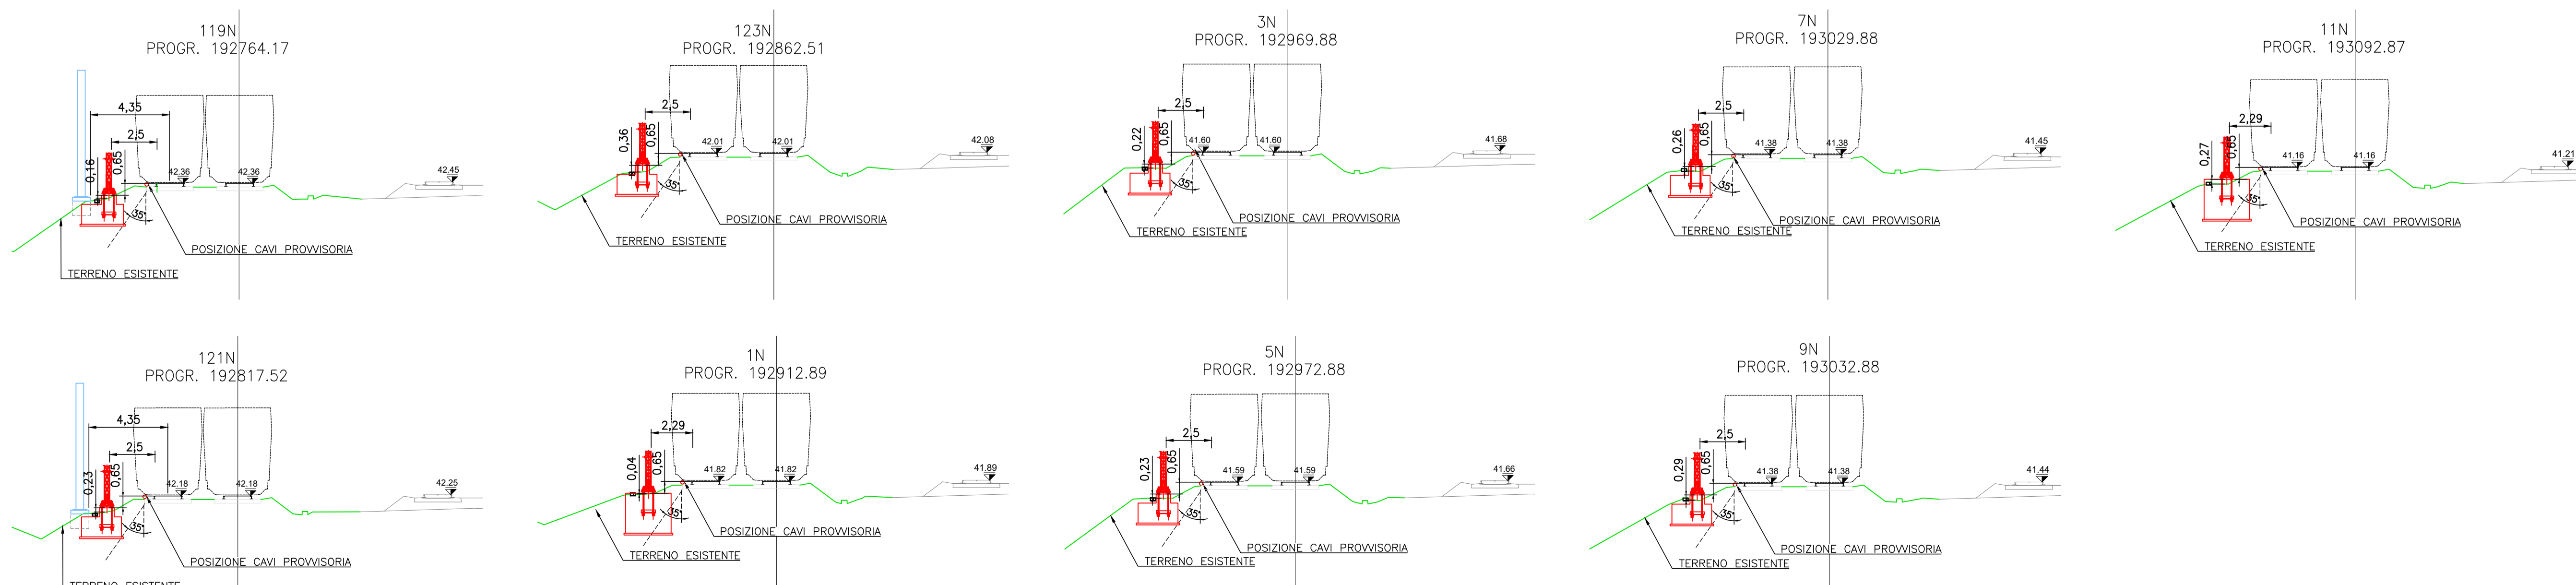 119N
PROGR. 192764.17
4,35
2,5
0,16
0,65
42.36
42.36
42.45
35°
POSIZIONE CAVI PROVVISORIA
TERRENO ESISTENTE
123N
PROGR. 192862.51
2,5
0,36
0,65
42.01
42.01
42.08
35°
POSIZIONE CAVI PROVVISORIA
TERRENO ESISTENTE
3N
PROGR. 192969.88
2,5
0,22
0,65
41.60
41.60
41.68
35°
POSIZIONE CAVI PROVVISORIA
TERRENO ESISTENTE
7N
PROGR. 193029.88
2,5
0,26
0,65
41.38
41.38
41.45
35°
POSIZIONE CAVI PROVVISORIA
TERRENO ESISTENTE
11N
PROGR. 193092.87
2,29
0,27
0,65
41.16
41.16
41.21
35°
POSIZIONE CAVI PROVVISORIA
TERRENO ESISTENTE
121N
PROGR. 192817.52
4,35
2,5
0,23
0,65
42.18
42.18
42.25
35°
POSIZIONE CAVI PROVVISORIA
TERRENO ESISTENTE
1N
PROGR. 192912.89
2,29
0,04
0,65
41.82
41.82
41.89
35°
POSIZIONE CAVI PROVVISORIA
TERRENO ESISTENTE
5N
PROGR. 192972.88
2,5
0,23
0,65
41.59
41.59
41.66
35°
POSIZIONE CAVI PROVVISORIA
TERRENO ESISTENTE
9N
PROGR. 193032.88
2,5
0,29
0,65
41.38
41.38
41.44
35°
POSIZIONE CAVI PROVVISORIA
TERRENO ESISTENTE